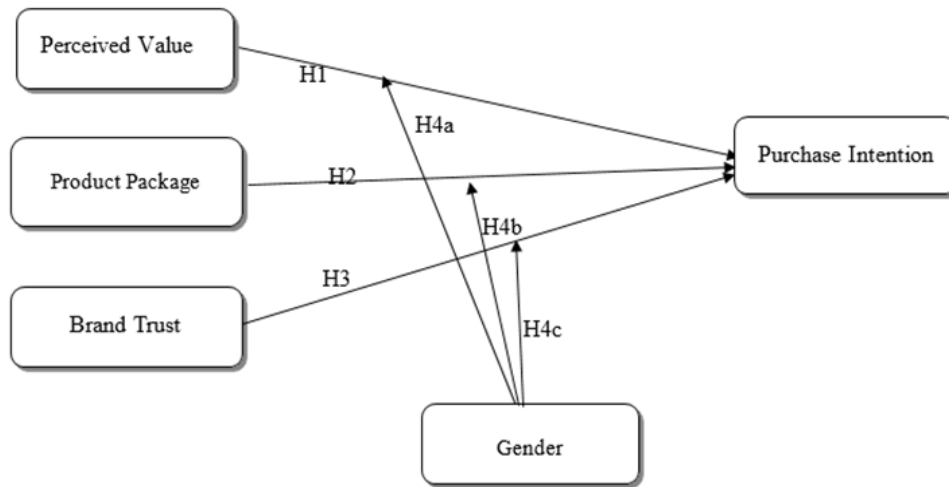 Perceived Value
H1
H4a
Purchase Intention
Product Package
H2
H4b
H3
Brand Trust
H4c
Gender